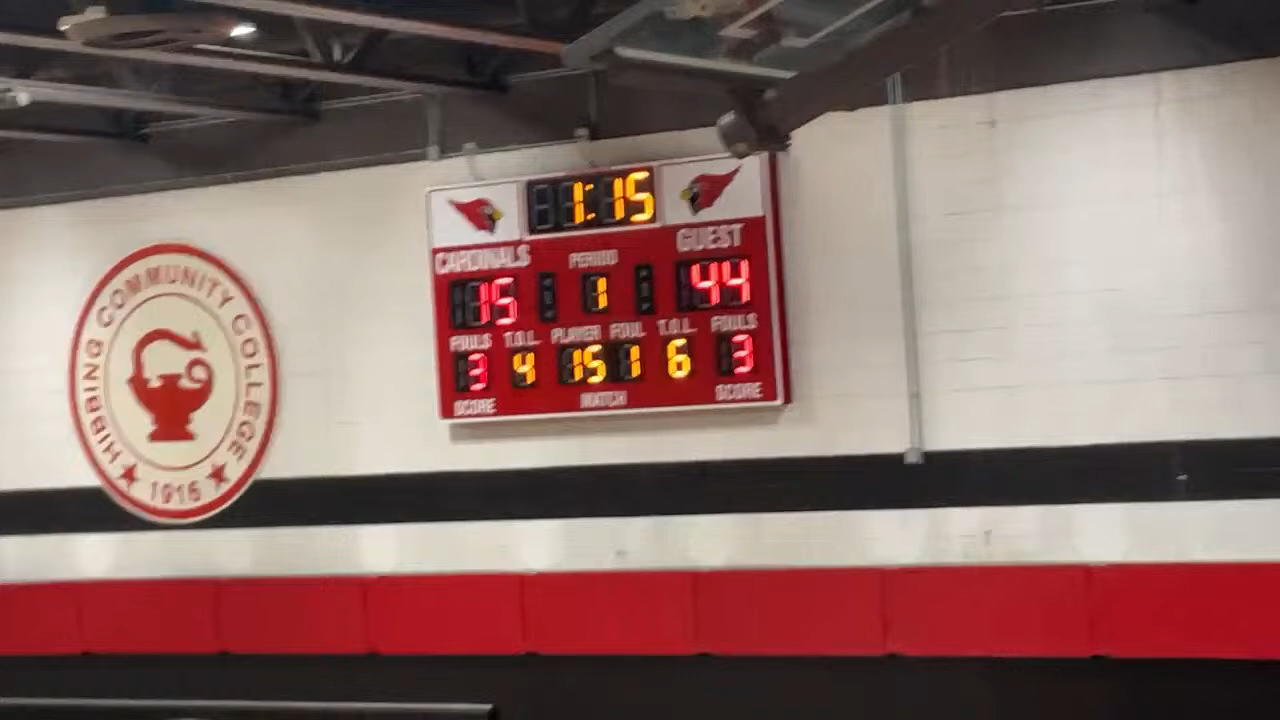 HIBBING COMMUNITY COLLEGE
1916
1:15
CARDINALS
PERIOD
GUEST
15
1
44
FOULS T.O.L. PLAYER FOUL T.O.L. FOULS
3 4 15 1 6 3
SCORE MATCH SCORE